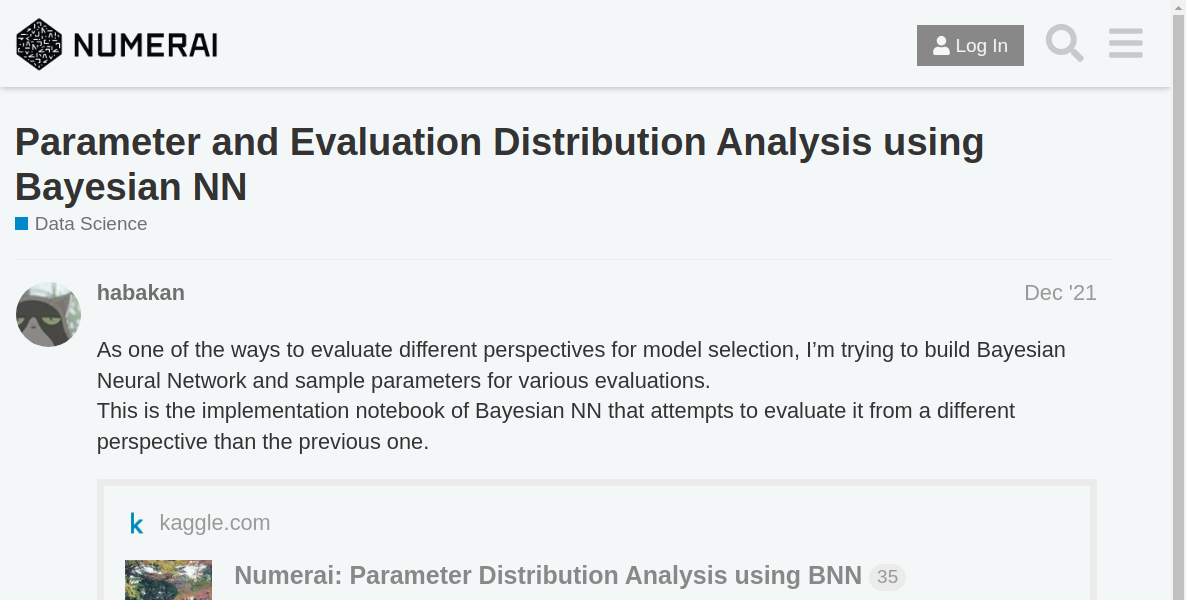 NUMERAI
Log In
Parameter and Evaluation Distribution Analysis using
Bayesian NN
Data Science
habakan
Dec '21
As one of the ways to evaluate different perspectives for model selection, I’m trying to build Bayesian
Neural Network and sample parameters for various evaluations.
This is the implementation notebook of Bayesian NN that attempts to evaluate it from a different
perspective than the previous one.
k kaggle.com
Numerai: Parameter Distribution Analysis using BNN 35